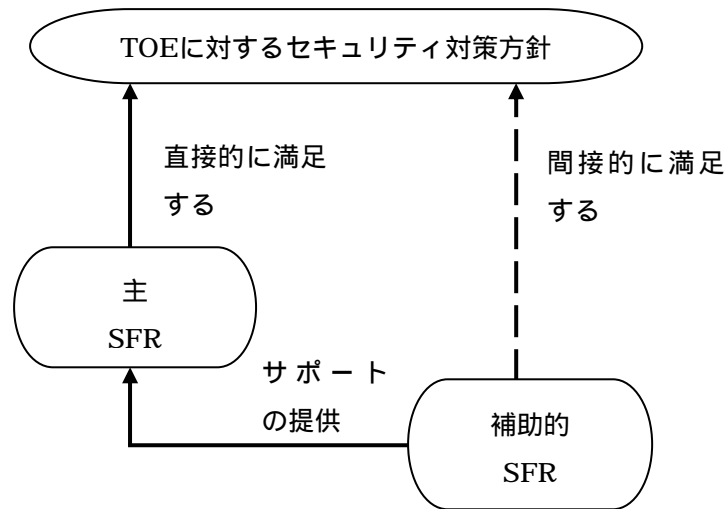 TOEに対するセキュリティ対策方針
直接的に満足
する
間接的に満足
する
主
SFR
サポート
の提供
補助的
SFR